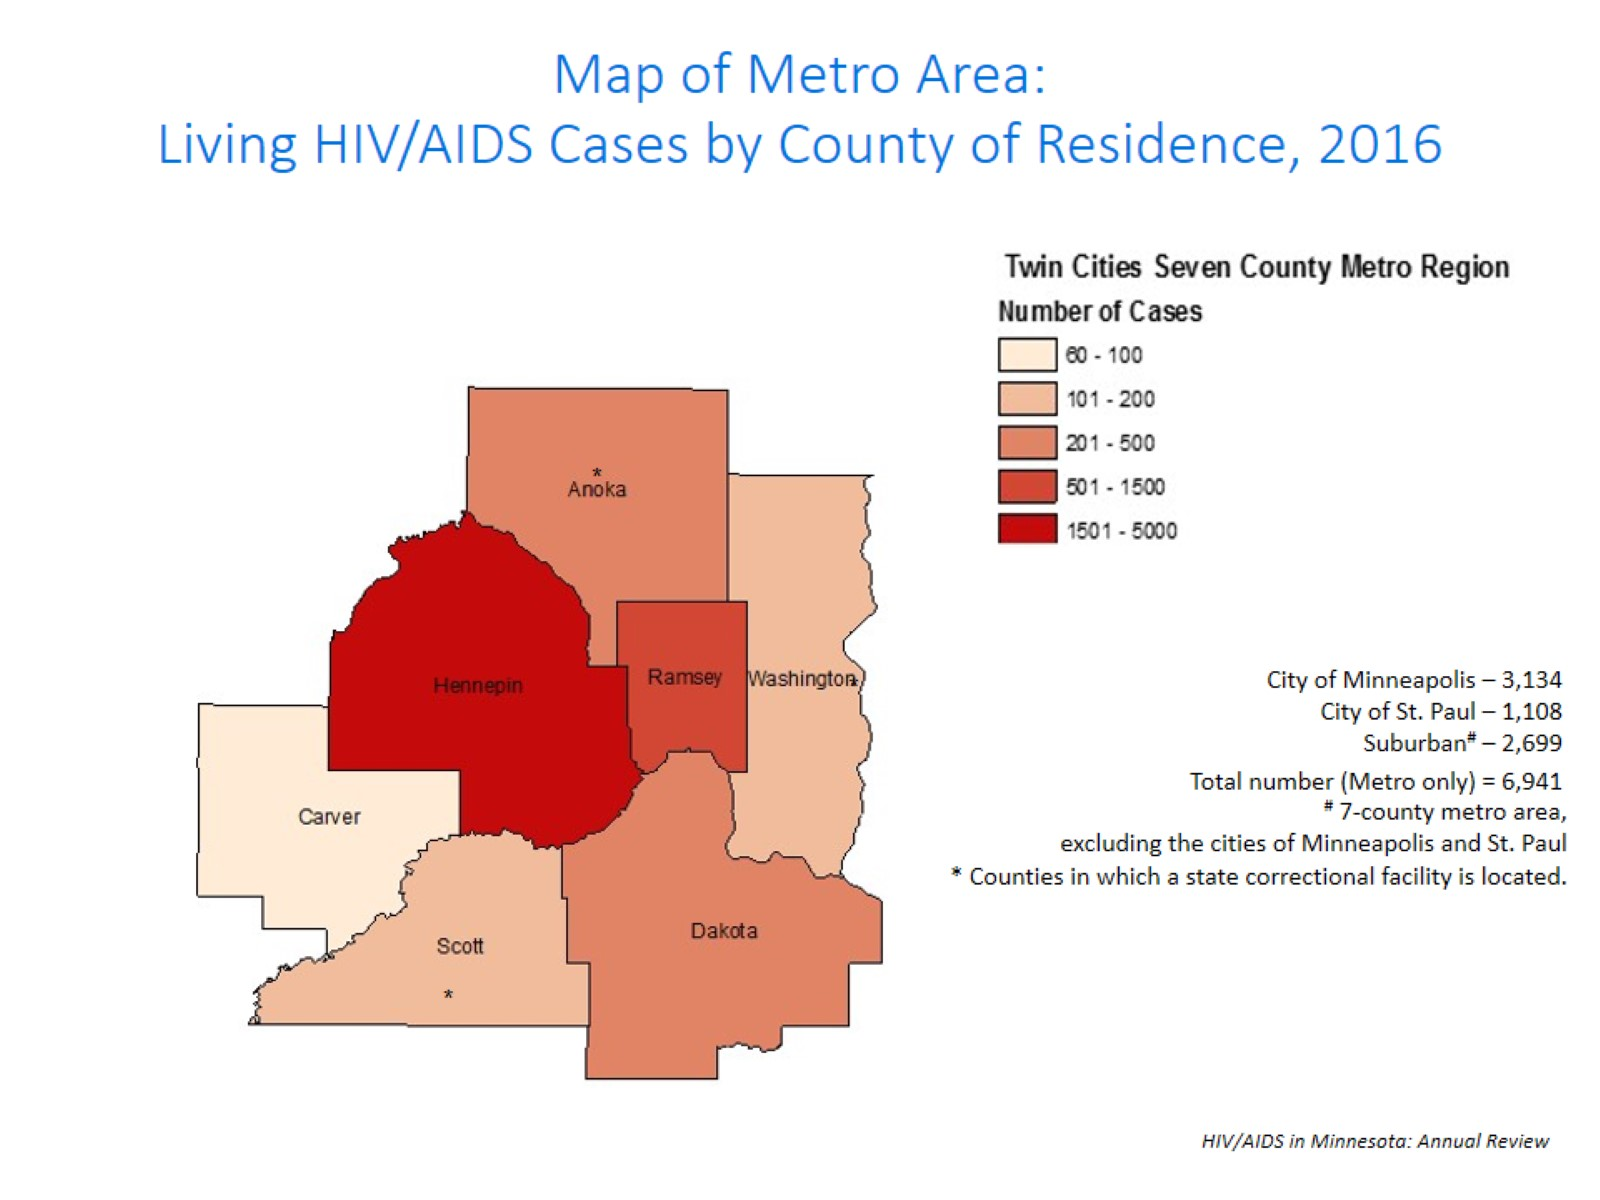 Map of Metro Area:
Living HIV/AIDS Cases by County of Residence, 2016
Twin Cities Seven County Metro Region
Number of Cases
60 - 100
101 - 200
201 - 500
501 - 1500
1501 - 5000
*
Anoka
Hennepin
Ramsey
Washington*
Carver
Scott
*
Dakota
City of Minneapolis – 3,134
City of St. Paul – 1,108
Suburban# – 2,699
Total number (Metro only) = 6,941
# 7-county metro area,
excluding the cities of Minneapolis and St. Paul
* Counties in which a state correctional facility is located.
HIV/AIDS in Minnesota: Annual Review